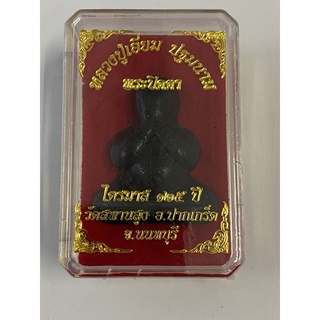 หลวงปู่เอี่ยม ปฐมนาม
พระปิดตา
ไตรมาส ๑๒๕ ปี
วัดสะพานสูง อ.ปากเกร็ด
จ.นนทบุรี